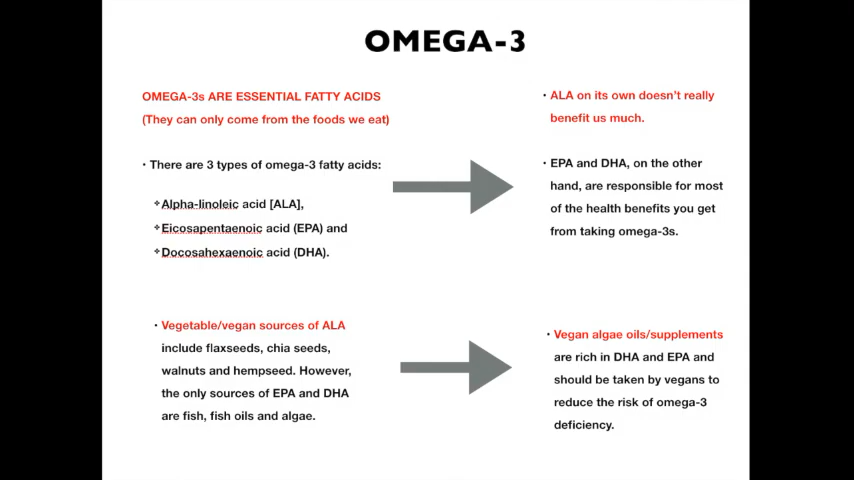 OMEGA-3
OMEGA-3s ARE ESSENTIAL FATTY ACIDS
(They can only come from the foods we eat)
• There are 3 types of omega-3 fatty acids:
❖Alpha-linoleic acid [ALA],
❖Eicosapentaenoic acid (EPA) and
❖Docosahexaenoic acid (DHA).
• ALA on its own doesn't really
benefit us much.
• EPA and DHA, on the other
hand, are responsible for most
of the health benefits you get
from taking omega-3s.
• Vegetable/vegan sources of ALA
include flaxseeds, chia seeds,
walnuts and hempseed. However,
the only sources of EPA and DHA
are fish, fish oils and algae.
• Vegan algae oils/supplements
are rich in DHA and EPA and
should be taken by vegans to
reduce the risk of omega-3
deficiency.